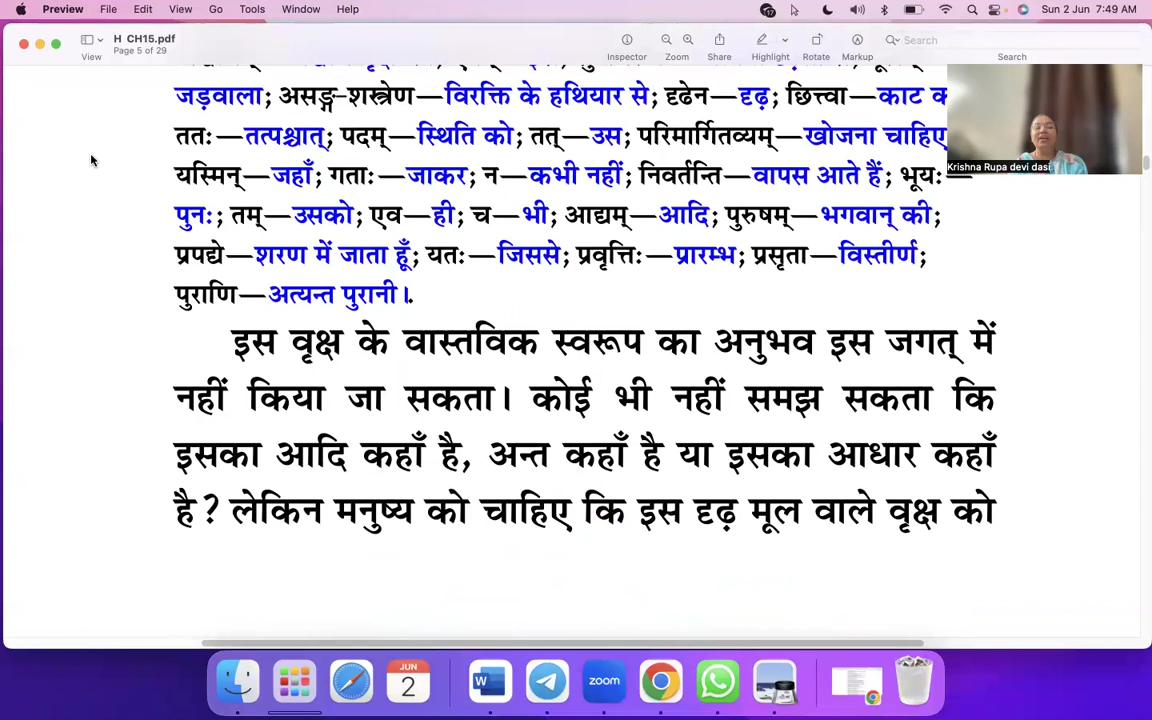 Preview File Edit View Go Tools Window Help
17
Sun 2 Jun 7:49 AM
H CH15.pdf
Page 5 of 29
View
Inspector Zoom Share Highlight Rotate Markup Search
Search
जड़वाला; असङ्ग-शस्त्रेण—विरक्ति के हथियार से; दृढेन—दृढ़; छित्त्वा—काट
ततः—तत्पश्चात्; पदम्—स्थिति को; तत्—उस; परिमार्गितव्यम्—खोजना चाहिए
यस्मिन्—जहाँ; गताः—जाकर; न—कभी नहीं; निवर्तन्ति—वापस आते हैं; भूयः—
पुनः; तम्—उसको; एव—ही; च—भी; आद्यम्—आदि; पुरुषम्—भगवान् की;
प्रपद्ये—शरण में जाता हूँ; यतः—जिससे; प्रवृत्तिः—प्रारम्भ; प्रसृता—विस्तीर्ण;
पुराणि—अत्यन्त पुरानी।.
Krishna Rupa devi dasi
इस वृक्ष के वास्तविक स्वरूप का अनुभव इस जगत् में
नहीं किया जा सकता। कोई भी नहीं समझ सकता कि
इसका आदि कहाँ है, अन्त कहाँ है या इसका आधार कहाँ
है? लेकिन मनुष्य को चाहिए कि इस दृढ़ मूल वाले वृक्ष को
JUN
2
W
zoom